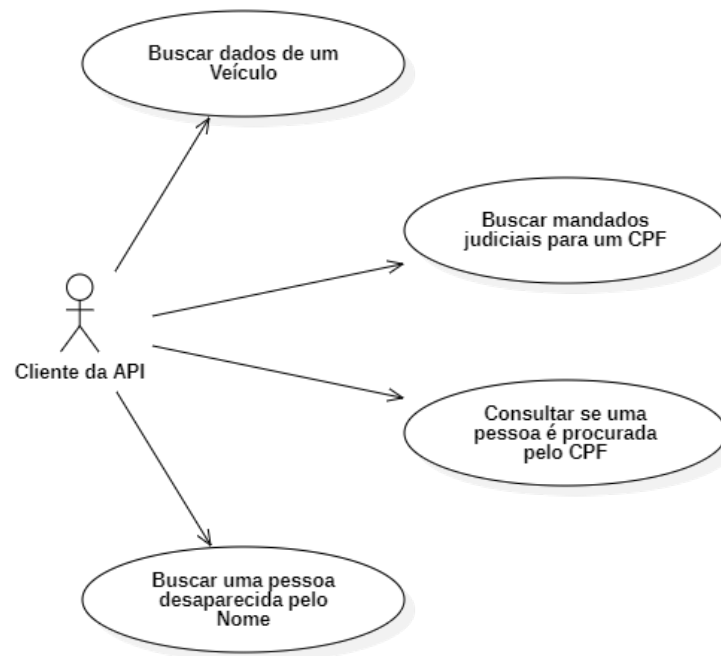 Buscar dados de um
Veículo
Buscar mandados
judiciais para um CPF
Cliente da API
Consultar se uma
pessoa é procurada
pelo CPF
Buscar uma pessoa
desaparecida pelo
Nome